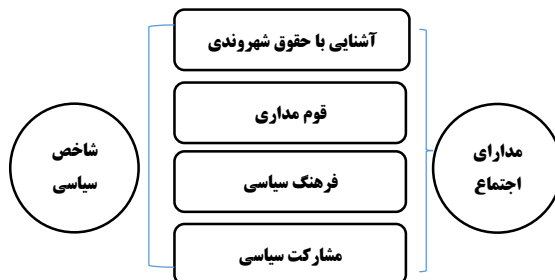 آشنایی با حقوق شهروندی
قوم مداری
مدارای
اجتماع
شاخص
سیاسی
فرهنگ سیاسی
مشارکت سیاسی